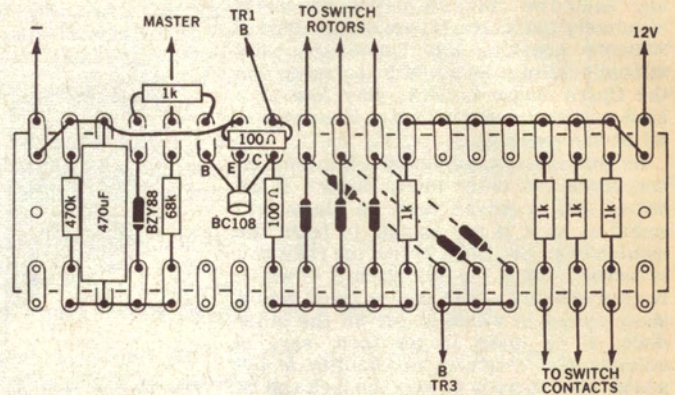 −
MASTER
TR1
B
TO SWITCH
ROTORS
12V
1k
100Ω
B
E
C
BC108
470k
470uF
BZY88
68k
100Ω
1k
1k
1k
1k
B
TR3
TO SWITCH
CONTACTS